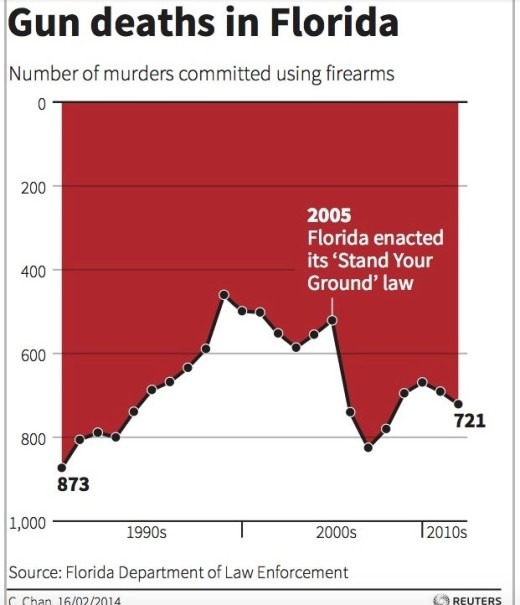 Gun deaths in Florida
Number of murders committed using firearms
0
200
2005
Florida enacted
its ‘Stand Your
Ground’ law
400
600
800
721
873
1,000
1990s
2000s
2010s
Source: Florida Department of Law Enforcement
C. Chan 16/02/2014
REUTERS